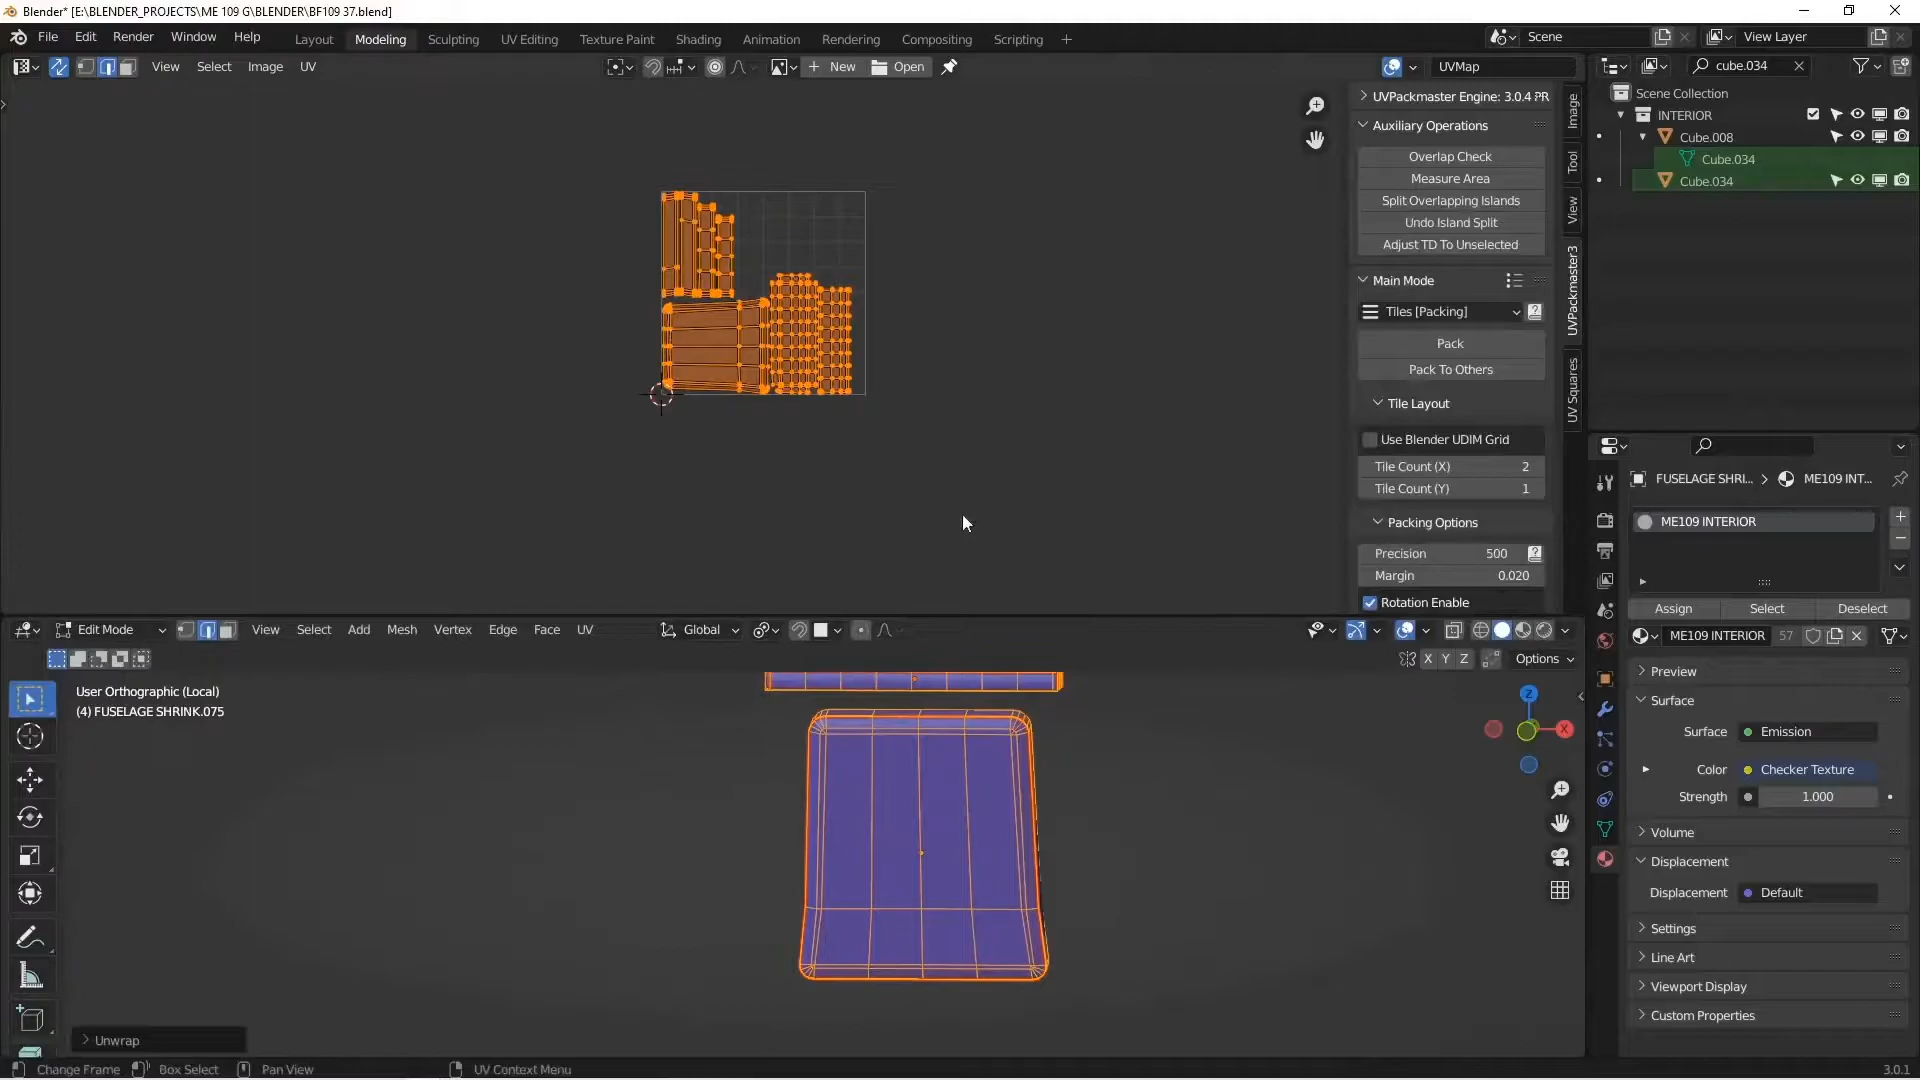 Blender* [E:\BLENDER_PROJECTS\ME 109 G\BLENDER\BF109 37.blend]
File Edit Render Window Help Layout Modeling Sculpting UV Editing Texture Paint Shading Animation Rendering Compositing Scripting + Scene View Layer
View Select Image UV New Open UVMap cube.034
UVPackmaster Engine: 3.0.4 PR
Auxiliary Operations
Overlap Check
Measure Area
Split Overlapping Islands
Undo Island Split
Adjust TD To Unselected
Main Mode
Tiles [Packing]
Pack
Pack To Others
Tile Layout
Use Blender UDIM Grid
Tile Count (X) 2
Tile Count (Y) 1
Packing Options
Precision 500
Margin 0.020
Rotation Enable
Image
Tool
View
UVPackmaster3
UV Squares
Scene Collection
INTERIOR
Cube.008
Cube.034
Cube.034
FUSELAGE SHRI... ME109 INT...
ME109 INTERIOR
Assign Select Deselect
ME109 INTERIOR 57
Preview
Surface
Surface Emission
Color Checker Texture
Strength 1.000
Volume
Displacement
Displacement Default
Settings
Line Art
Viewport Display
Custom Properties
Edit Mode View Select Add Mesh Vertex Edge Face UV Global
X Y Z Options
User Orthographic (Local)
(4) FUSELAGE SHRINK.075
Z
X
Unwrap
Change Frame Box Select Pan View UV Context Menu 3.0.1